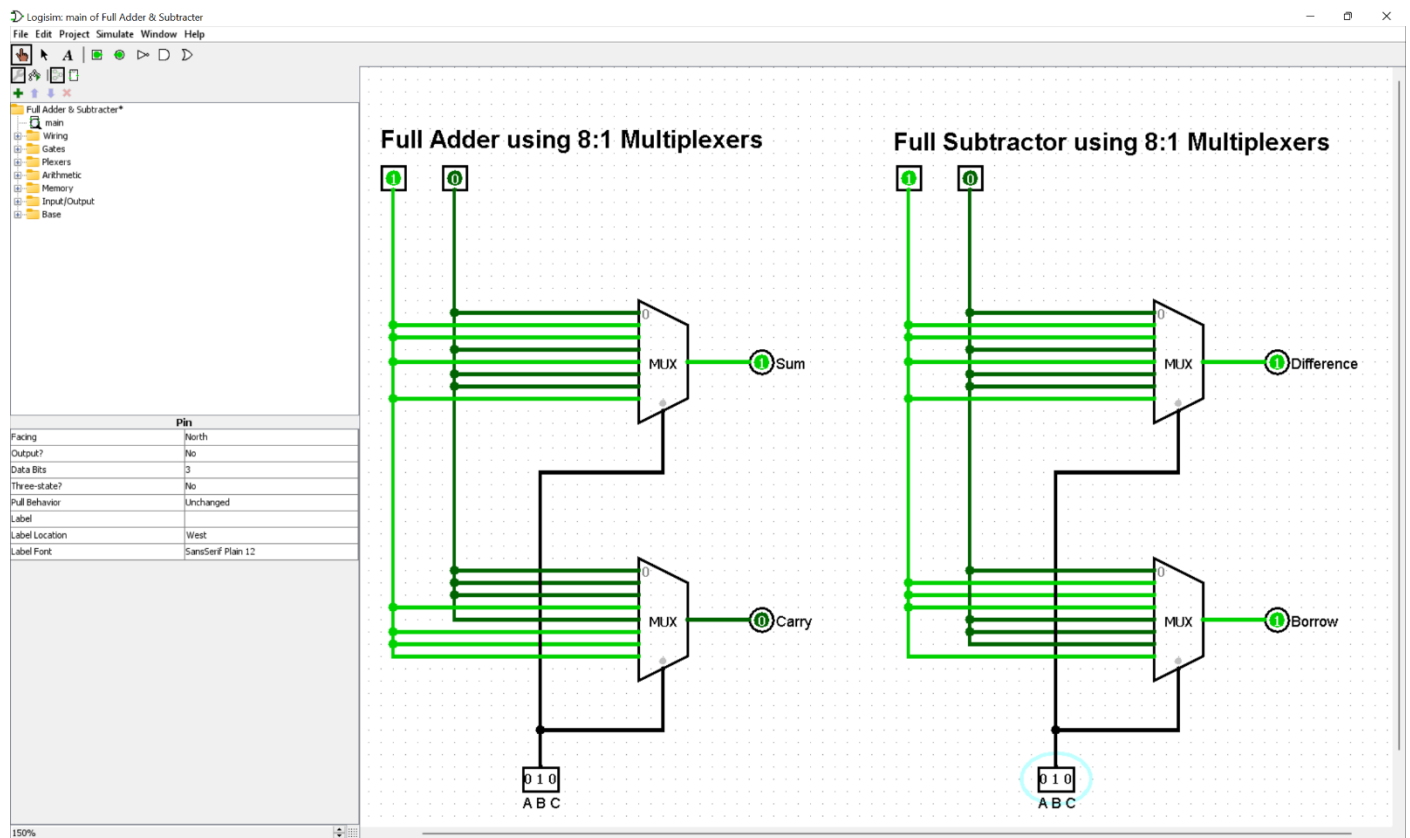 Logisim: main of Full Adder & Subtracter
File Edit Project Simulate Window Help
A
Full Adder & Subtracter*
main
Wiring
Gates
Plexers
Arithmetic
Memory
Input/Output
Base
Pin
Facing North
Output? No
Data Bits 3
Three-state? No
Pull Behavior Unchanged
Label
Label Location West
Label Font SansSerif Plain 12
150%
Full Adder using 8:1 Multiplexers
1 0
0
MUX
1 Sum
0
MUX
0 Carry
0 1 0
A B C
Full Subtractor using 8:1 Multiplexers
1 0
0
MUX
1 Difference
0
MUX
1 Borrow
0 1 0
A B C